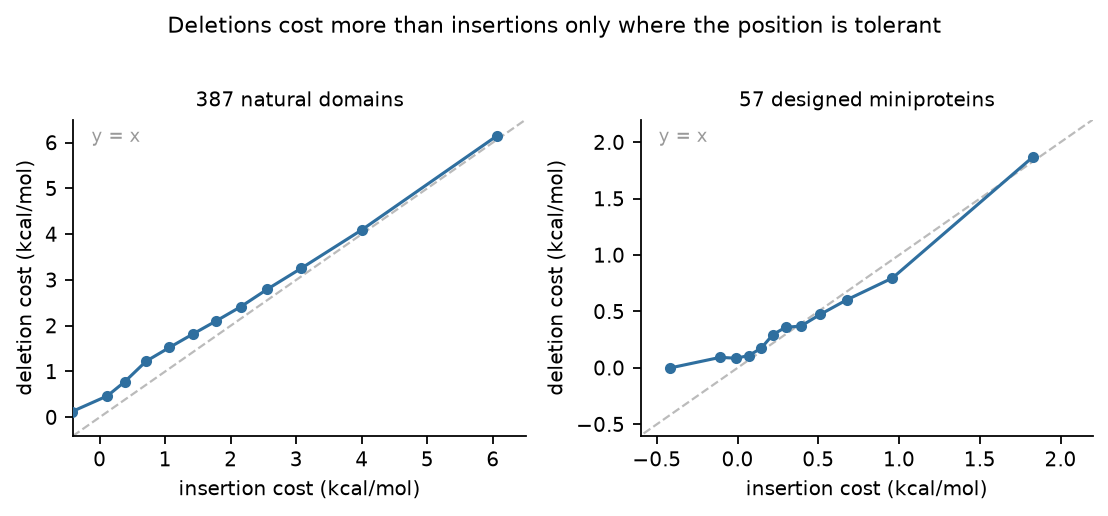 Deletions cost more than insertions only where the position is tolerant
387 natural domains
y = x
deletion cost (kcal/mol)
6
5
4
3
2
1
0
0 1 2 3 4 5 6
insertion cost (kcal/mol)
57 designed miniproteins
y = x
deletion cost (kcal/mol)
2.0
1.5
1.0
0.5
0.0
−0.5
−0.5 0.0 0.5 1.0 1.5 2.0
insertion cost (kcal/mol)